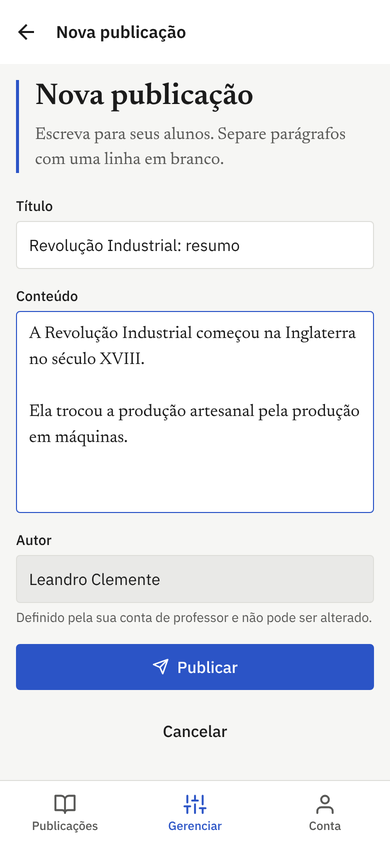 Nova publicação
Nova publicação
Escreva para seus alunos. Separe parágrafos
com uma linha em branco.
Título
Revolução Industrial: resumo
Conteúdo
A Revolução Industrial começou na Inglaterra
no século XVIII.
Ela trocou a produção artesanal pela produção
em máquinas.
Autor
Leandro Clemente
Definido pela sua conta de professor e não pode ser alterado.
Publicar
Cancelar
Publicações
Gerenciar
Conta